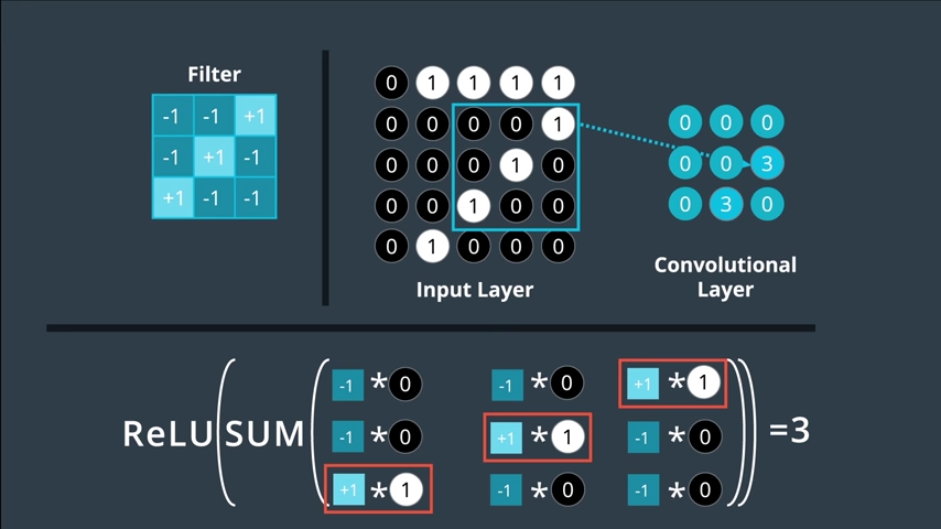 Filter
-1 -1 +1
-1 +1 -1
+1 -1 -1
0 1 1 1 1
0 0 0 0 1
0 0 0 1 0
0 0 1 0 0
0 1 0 0 0
Input Layer
0 0 0
0 0 3
0 3 0
Convolutional
Layer
ReLU(SUM(
-1 * 0 -1 * 0 +1 * 1
-1 * 0 +1 * 1 -1 * 0
+1 * 1 -1 * 0 -1 * 0
)) =3